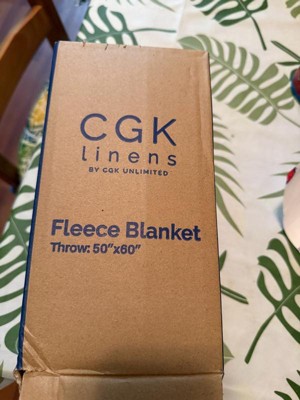 CGK
linens
BY CGK UNLIMITED
Fleece Blanket
Throw: 50"x60"